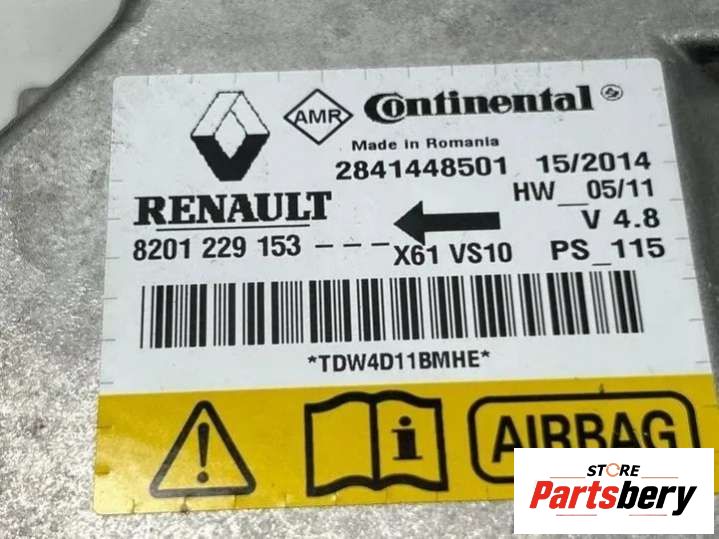 AMR Continental®
Made in Romania
2841448501 15/2014
HW_05/11
RENAULT
V 4.8
8201 229 153 - - - X61 VS10 PS_115
*TDW4D11BMHE*
i AIRBAG
STORE
Partsbery